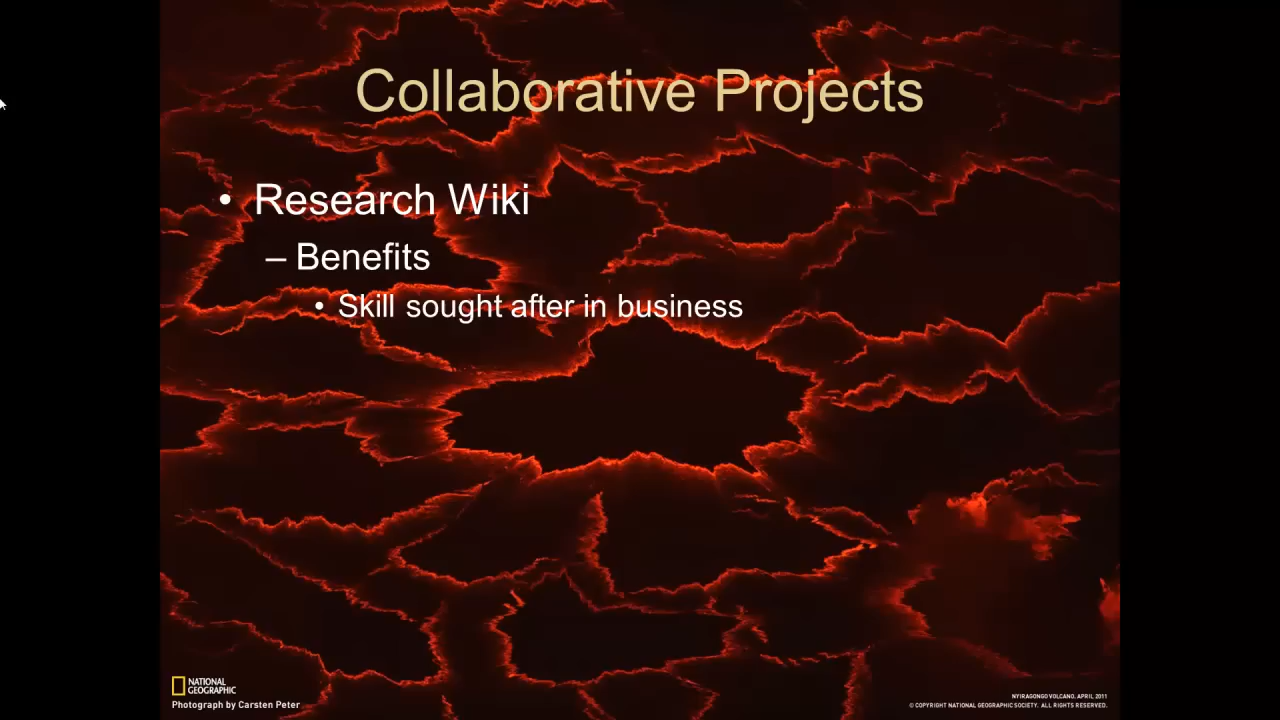 Collaborative Projects
• Research Wiki
– Benefits
• Skill sought after in business
NATIONAL
GEOGRAPHIC
Photograph by Carsten Peter
NYIRAGONGO VOLCANO, APRIL 2011
© COPYRIGHT NATIONAL GEOGRAPHIC SOCIETY. ALL RIGHTS RESERVED.